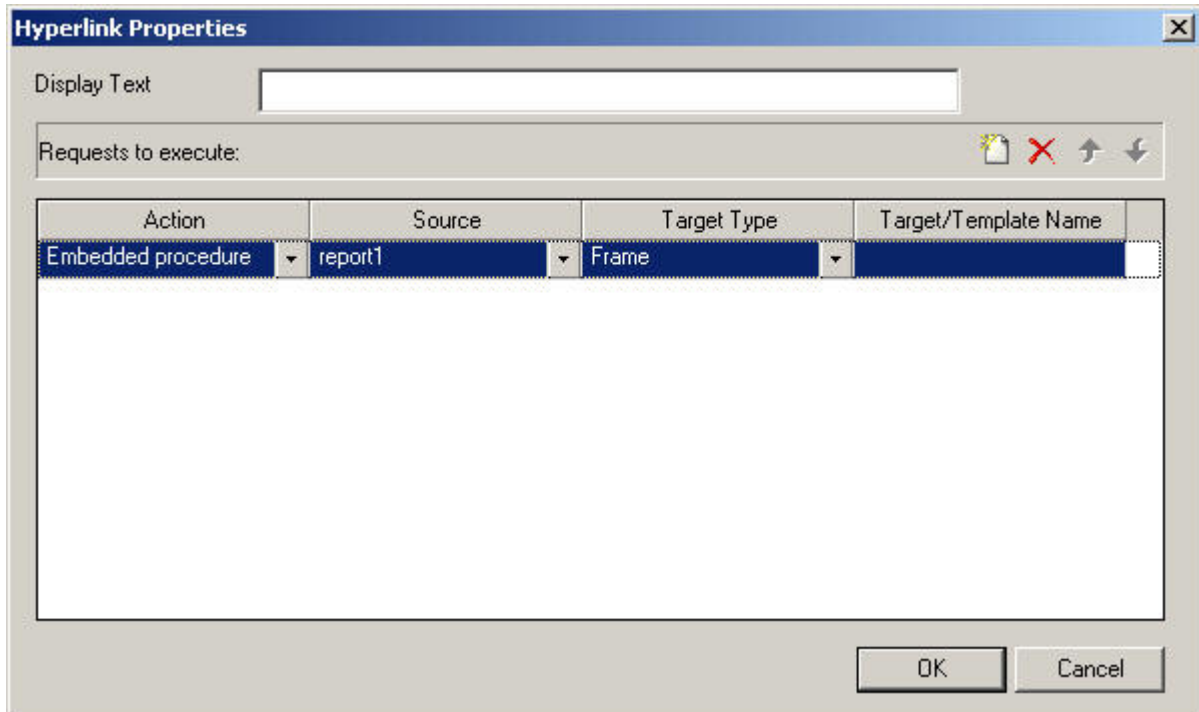 Hyperlink Properties
Display Text
Requests to execute:
Action Source Target Type Target/Template Name
Embedded procedure report1 Frame
OK Cancel